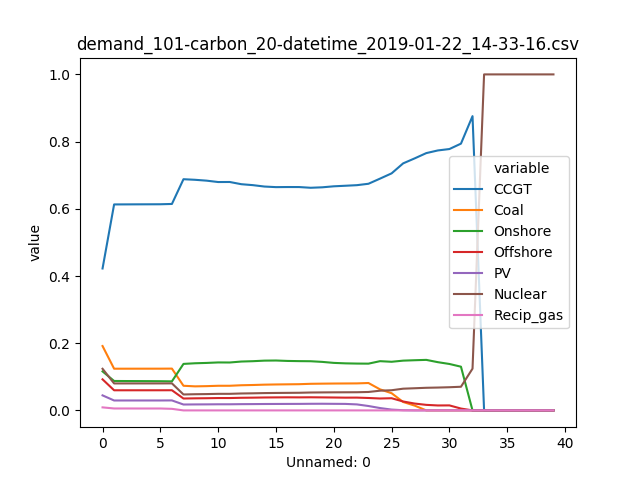 demand_101-carbon_20-datetime_2019-01-22_14-33-16.csv
1.0
0.8
0.6
0.4
0.2
0.0
value
variable
CCGT
Coal
Onshore
Offshore
PV
Nuclear
Recip_gas
0 5 10 15 20 25 30 35 40
Unnamed: 0